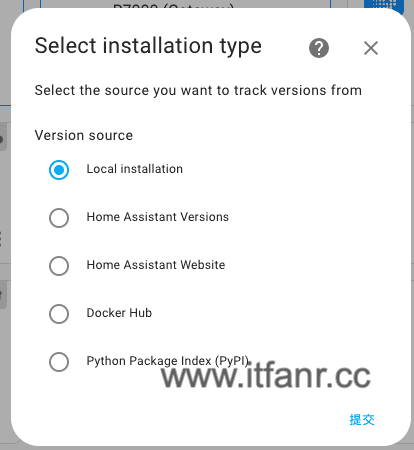 Select installation type
Select the source you want to track versions from
Version source
Local installation
Home Assistant Versions
Home Assistant Website
Docker Hub
Python Package Index (PyPI)
www.itfanr.cc
提交